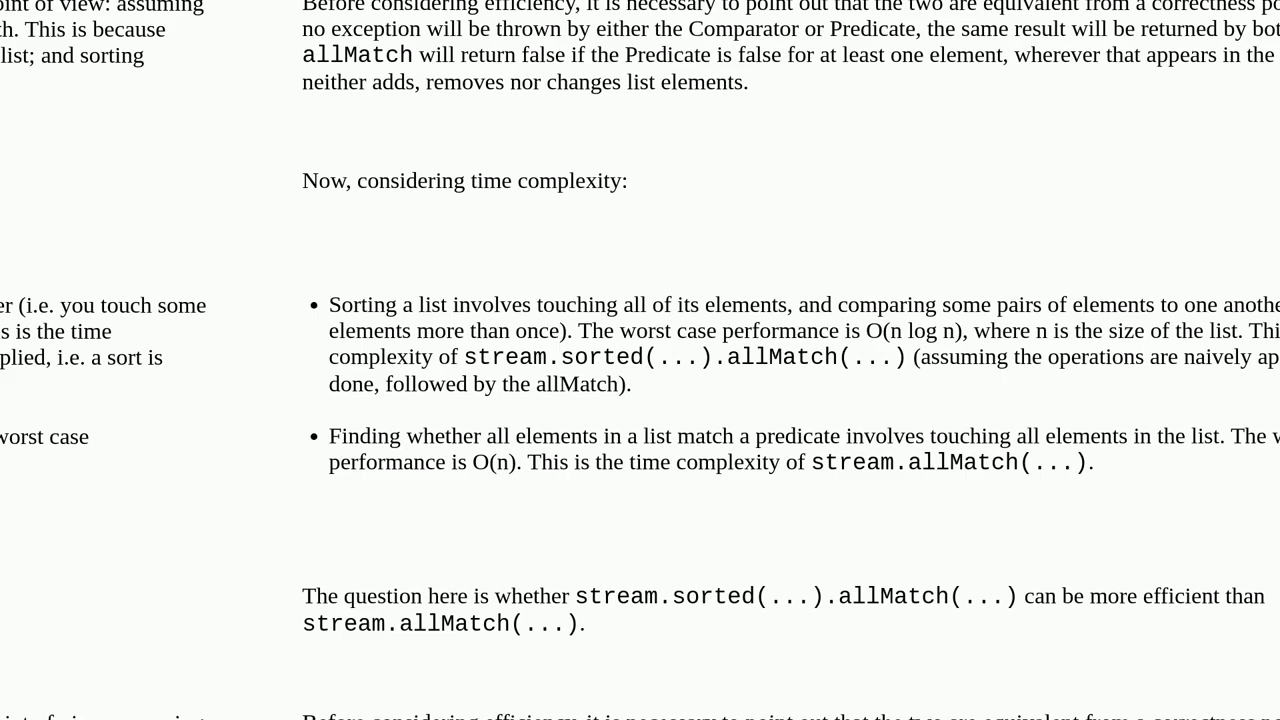 oint of view: assuming
th. This is because
list; and sorting
er (i.e. you touch some
s is the time
plied, i.e. a sort is
worst case
Before considering efficiency, it is necessary to point out that the two are equivalent from a correctness po
no exception will be thrown by either the Comparator or Predicate, the same result will be returned by bot
allMatch will return false if the Predicate is false for at least one element, wherever that appears in the
neither adds, removes nor changes list elements.
Now, considering time complexity:
• Sorting a list involves touching all of its elements, and comparing some pairs of elements to one anothe
elements more than once). The worst case performance is O(n log n), where n is the size of the list. Thi
complexity of stream.sorted(...).allMatch(...) (assuming the operations are naively ap
done, followed by the allMatch).
• Finding whether all elements in a list match a predicate involves touching all elements in the list. The w
performance is O(n). This is the time complexity of stream.allMatch(...).
The question here is whether stream.sorted(...).allMatch(...) can be more efficient than
stream.allMatch(...).